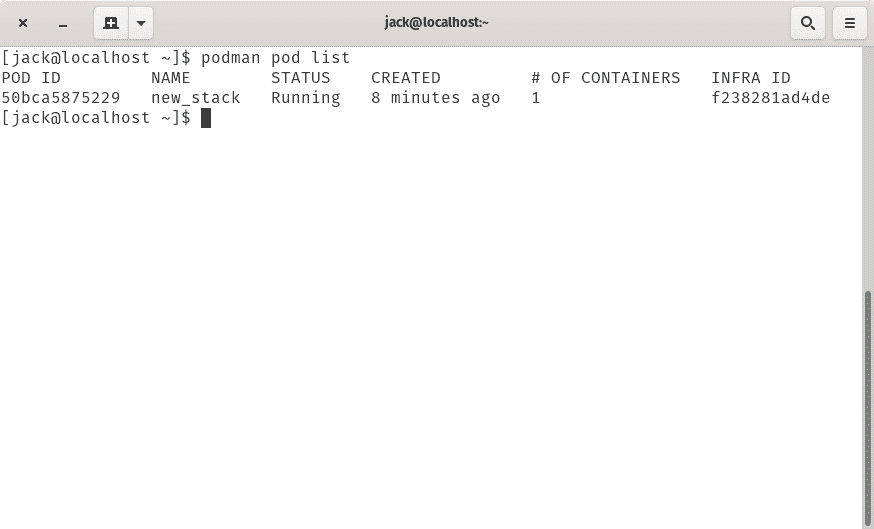 jack@localhost:~
[jack@localhost ~]$ podman pod list
POD ID         NAME        STATUS   CREATED         # OF CONTAINERS   INFRA ID
50bca5875229   new_stack   Running   8 minutes ago   1                 f238281ad4de
[jack@localhost ~]$